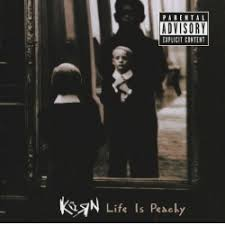 PARENTAL
ADVISORY
EXPLICIT CONTENT
KoЯn Life Is Peachy